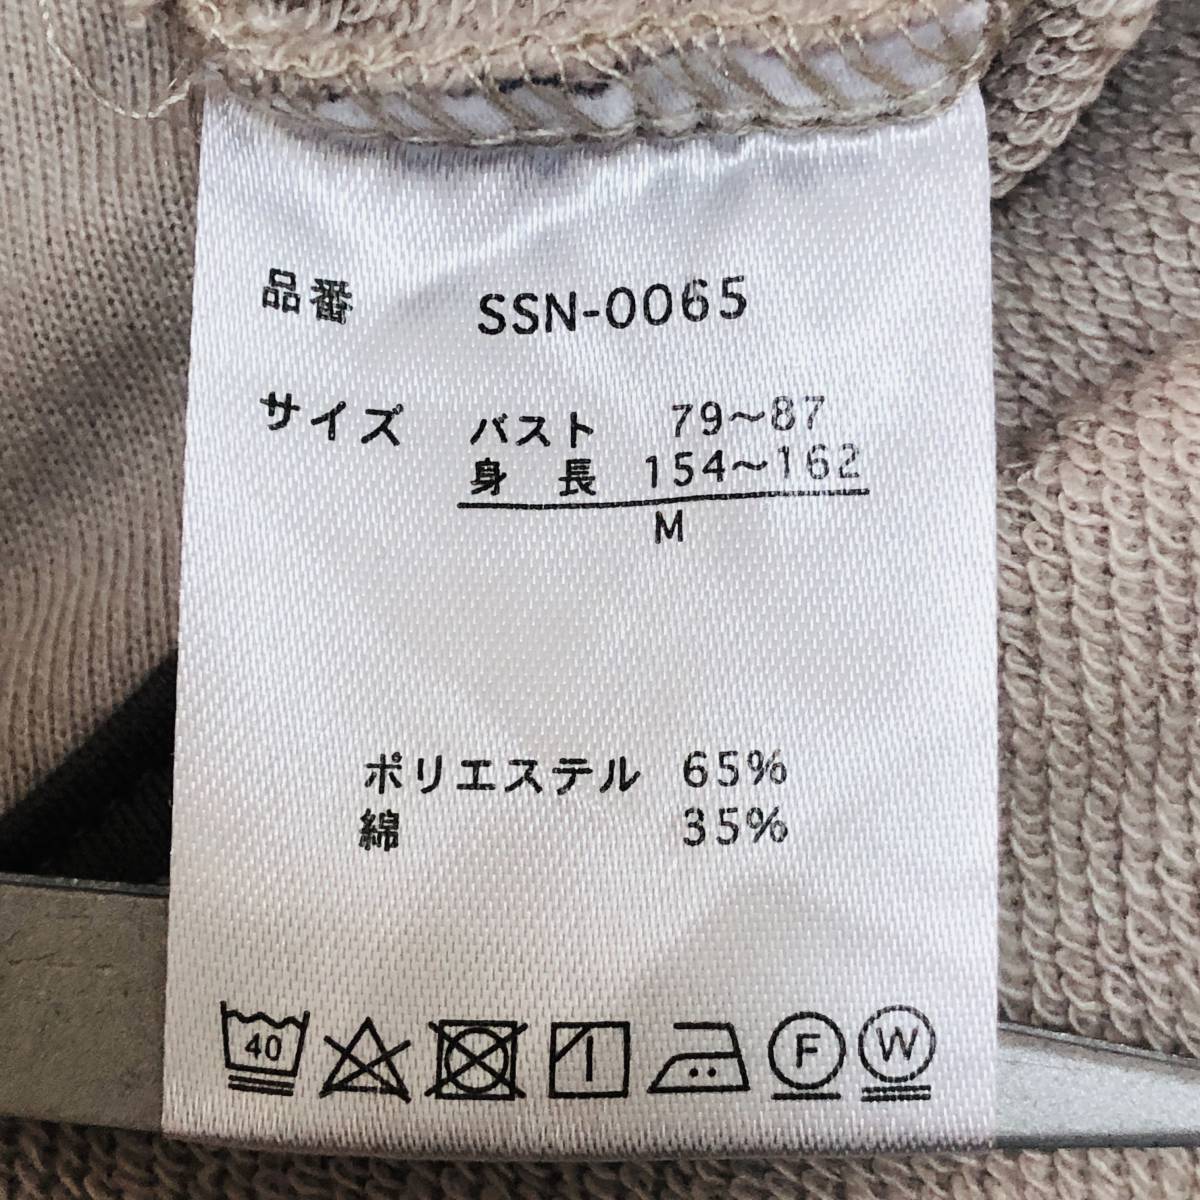 品番 SSN-0065
サイズ バスト 79～87
身長 154～162
M
ポリエステル 65%
綿 35%
40 F W